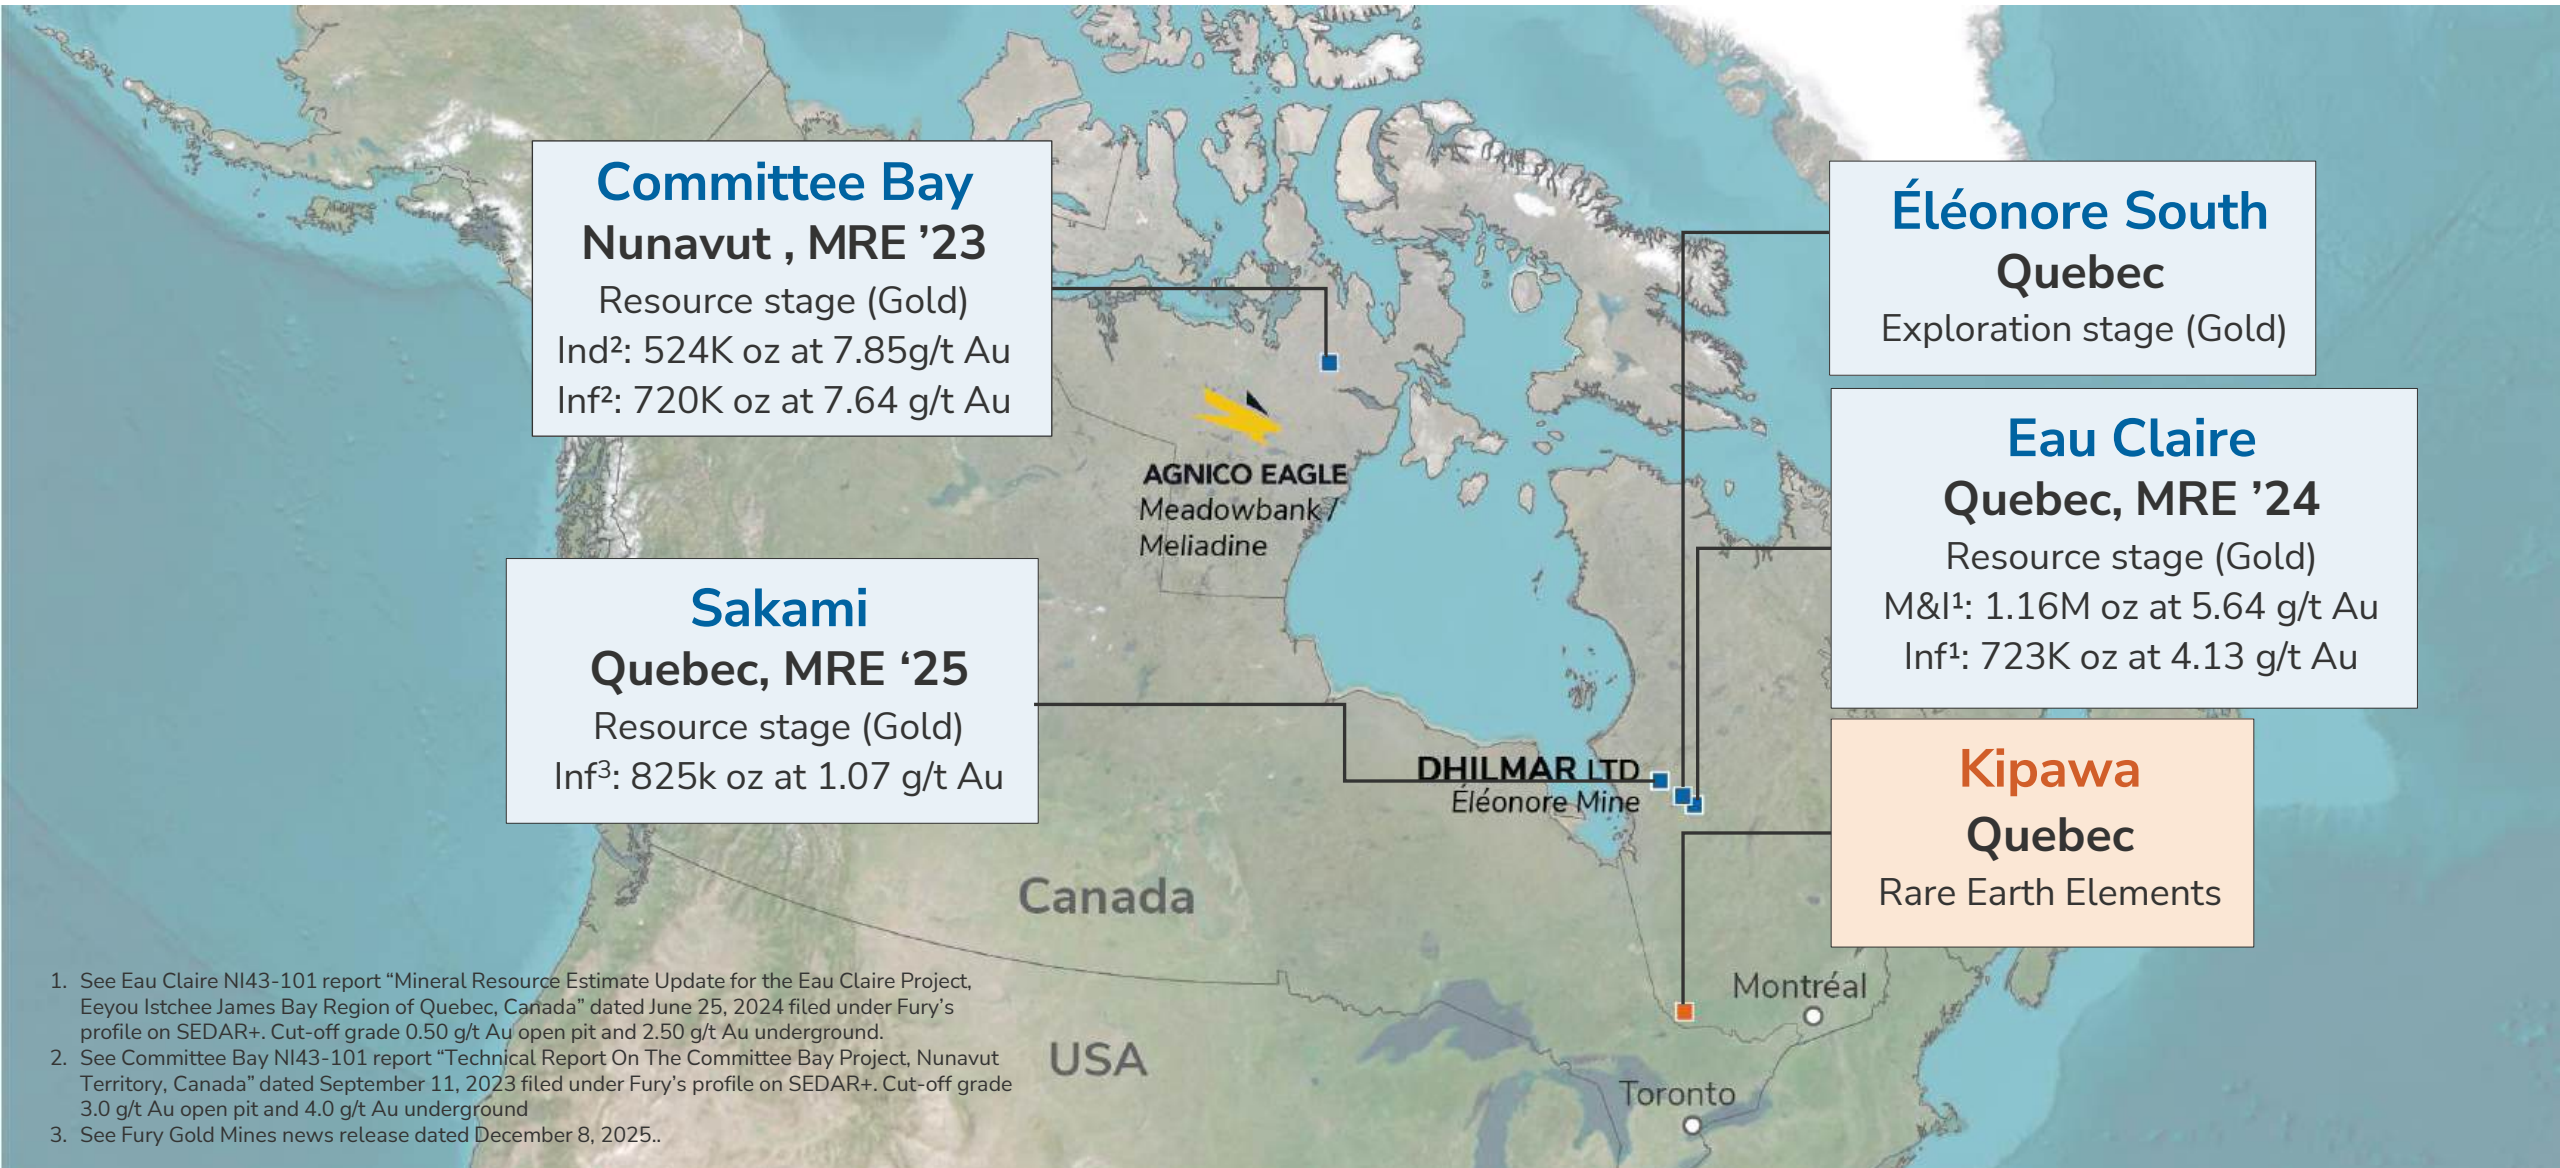 Committee Bay
Nunavut , MRE ’23
Resource stage (Gold)
Ind²: 524K oz at 7.85g/t Au
Inf²: 720K oz at 7.64 g/t Au
Éléonore South
Quebec
Exploration stage (Gold)
Eau Claire
Quebec, MRE ’24
Resource stage (Gold)
M&I¹: 1.16M oz at 5.64 g/t Au
Inf¹: 723K oz at 4.13 g/t Au
AGNICO EAGLE
Meadowbank /
Meliadine
Sakami
Quebec, MRE ‘25
Resource stage (Gold)
Inf³: 825k oz at 1.07 g/t Au
DHILMAR LTD
Éléonore Mine
Kipawa
Quebec
Rare Earth Elements
Canada
USA
Montréal
Toronto
1. See Eau Claire NI43-101 report “Mineral Resource Estimate Update for the Eau Claire Project,
Eeyou Istchee James Bay Region of Quebec, Canada” dated June 25, 2024 filed under Fury’s
profile on SEDAR+. Cut-off grade 0.50 g/t Au open pit and 2.50 g/t Au underground.
2. See Committee Bay NI43-101 report “Technical Report On The Committee Bay Project, Nunavut
Territory, Canada” dated September 11, 2023 filed under Fury’s profile on SEDAR+. Cut-off grade
3.0 g/t Au open pit and 4.0 g/t Au underground
3. See Fury Gold Mines news release dated December 8, 2025..